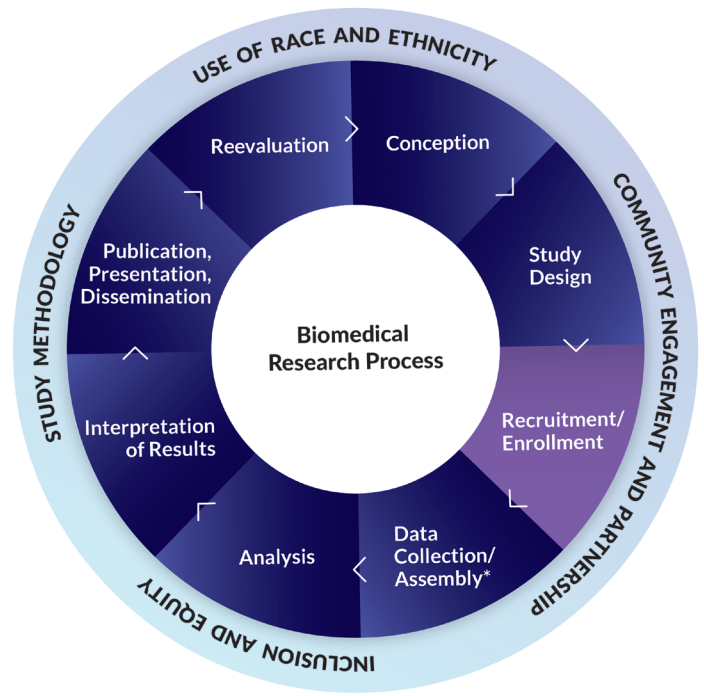 USE OF RACE AND ETHNICITY
COMMUNITY ENGAGEMENT AND PARTNERSHIP
INCLUSION AND EQUITY
STUDY METHODOLOGY
Conception
Study
Design
Recruitment/
Enrollment
Data
Collection/
Assembly*
Analysis
Interpretation
of Results
Publication,
Presentation,
Dissemination
Reevaluation
Biomedical
Research Process